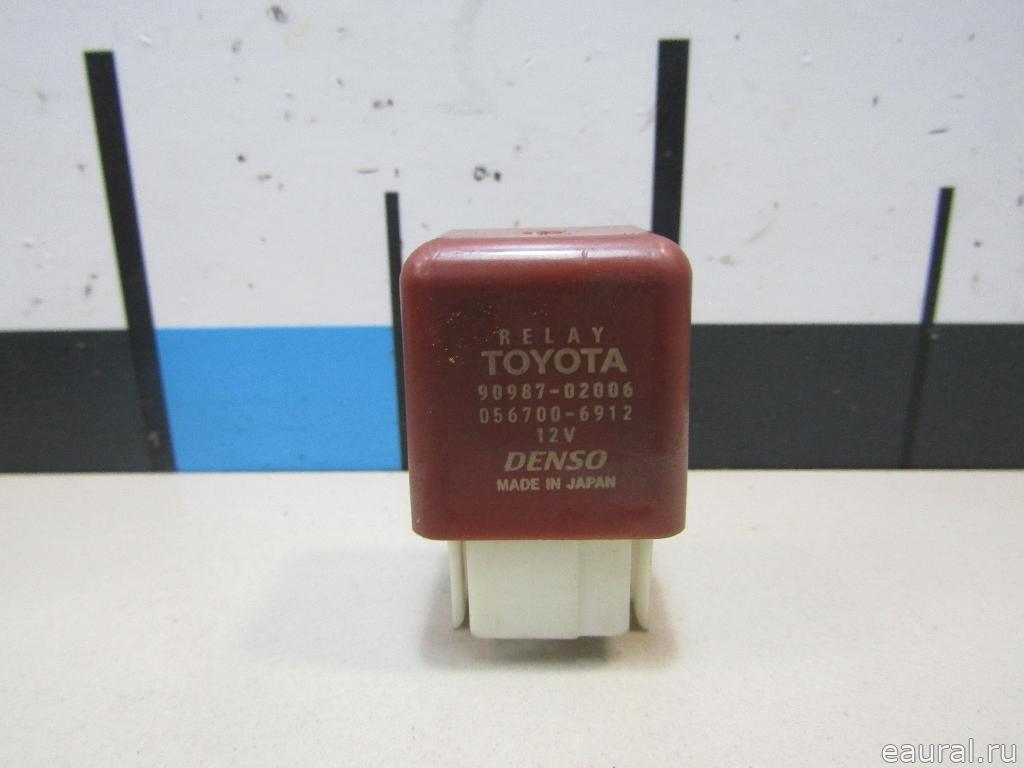 RELAY
TOYOTA
90987-02006
056700-6912
12V
DENSO
MADE IN JAPAN
eaural.ru